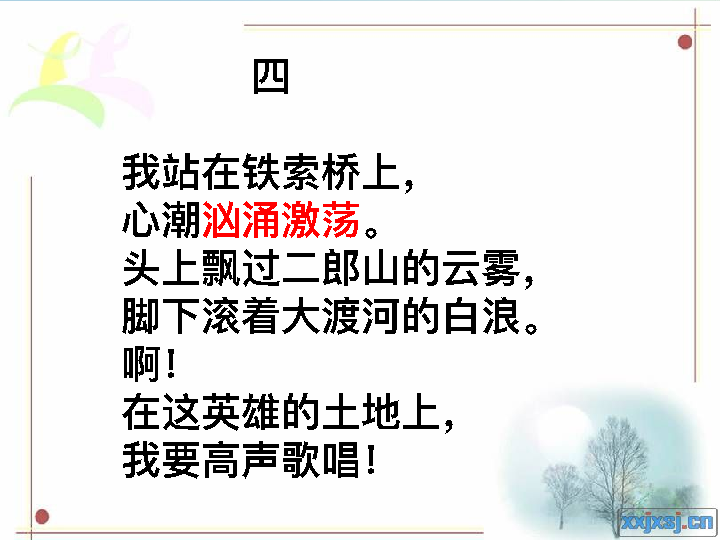 四
我站在铁索桥上，
心潮汹涌激荡。
头上飘过二郎山的云雾，
脚下滚着大渡河的白浪。
啊！
在这英雄的土地上，
我要高声歌唱！
xxjxsj.cn